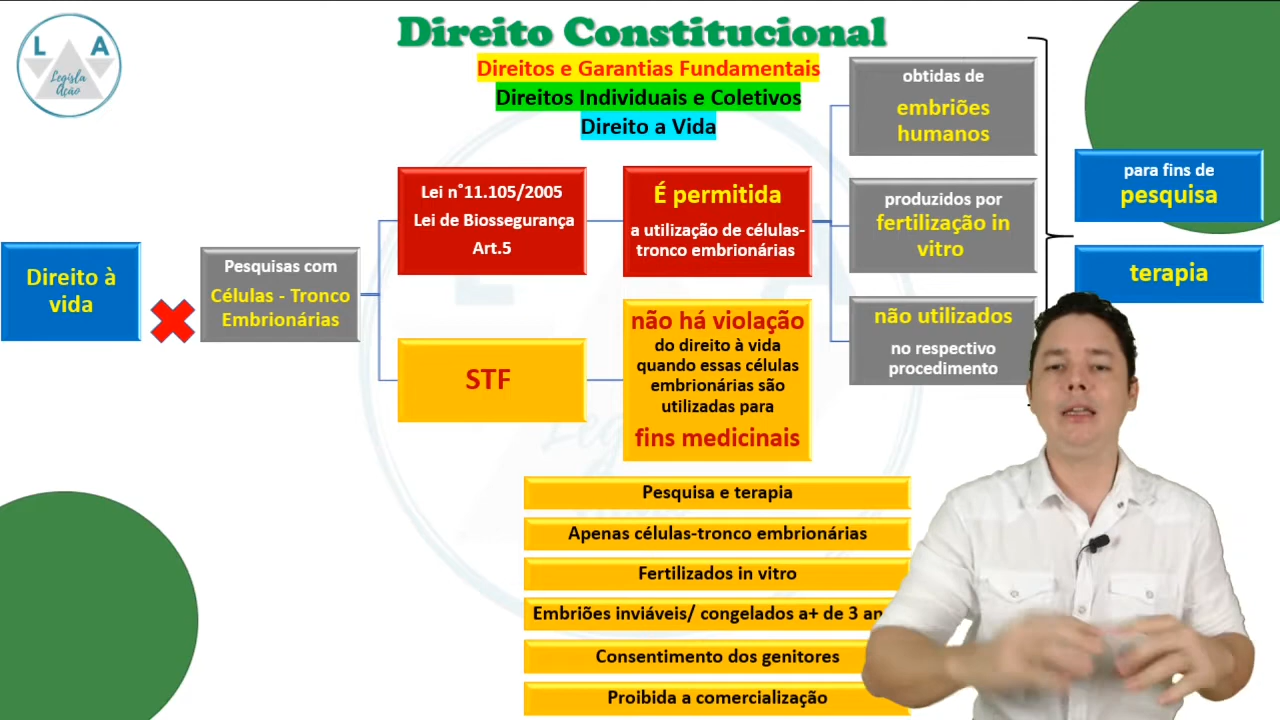 L A
Legisla
Ação
Direito Constitucional
Direitos e Garantias Fundamentais
Direitos Individuais e Coletivos
Direito a Vida
Direito à
vida
Pesquisas com
Células - Tronco
Embrionárias
Lei n°11.105/2005
Lei de Biossegurança
Art.5
É permitida
a utilização de células-
tronco embrionárias
obtidas de
embriões
humanos
produzidos por
fertilização in
vitro
não utilizados
no respectivo
procedimento
para fins de
pesquisa
terapia
STF
não há violação
do direito à vida
quando essas células
embrionárias são
utilizadas para
fins medicinais
Pesquisa e terapia
Apenas células-tronco embrionárias
Fertilizados in vitro
Embriões inviáveis/ congelados a+ de 3
Consentimento dos genitores
Proibida a comercialização